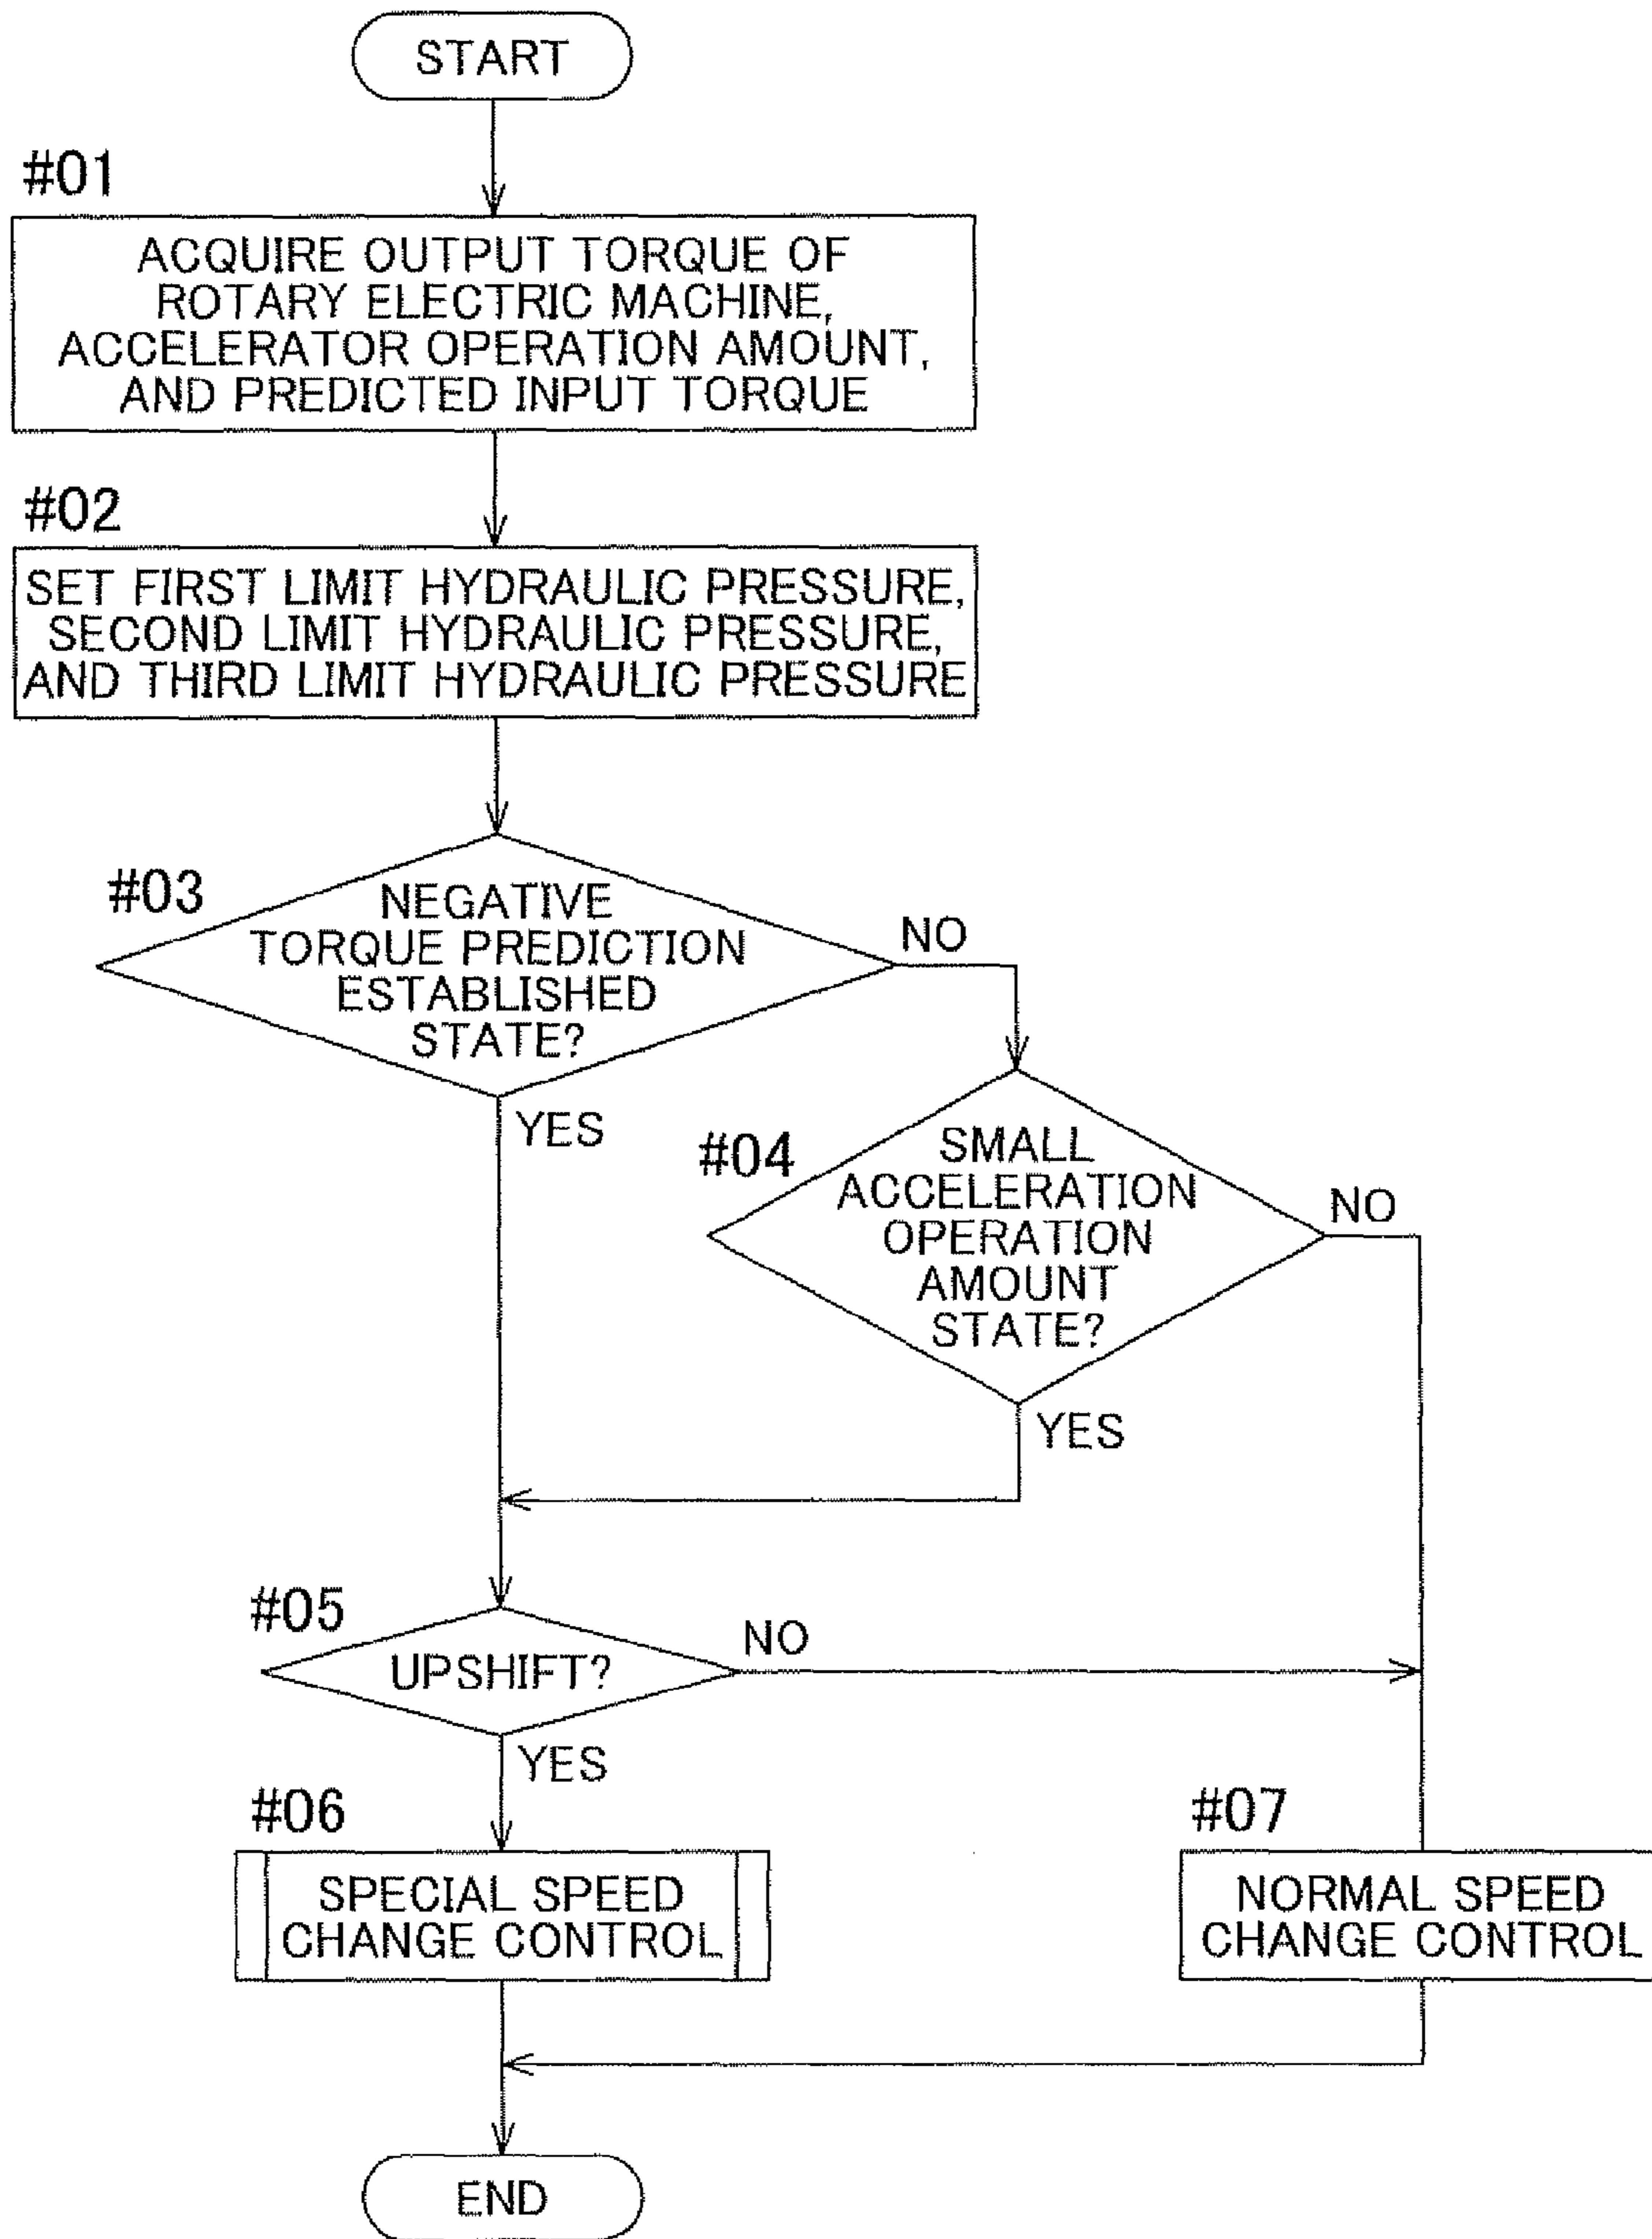 START
#01
ACQUIRE OUTPUT TORQUE OF
ROTARY ELECTRIC MACHINE,
ACCELERATOR OPERATION AMOUNT,
AND PREDICTED INPUT TORQUE
#02
SET FIRST LIMIT HYDRAULIC PRESSURE,
SECOND LIMIT HYDRAULIC PRESSURE,
AND THIRD LIMIT HYDRAULIC PRESSURE
#03
NEGATIVE
TORQUE PREDICTION
ESTABLISHED
STATE?
NO
YES
#04
SMALL
ACCELERATION
OPERATION
AMOUNT
STATE?
NO
YES
#05
UPSHIFT?
NO
YES
#06
SPECIAL SPEED
CHANGE CONTROL
#07
NORMAL SPEED
CHANGE CONTROL
END